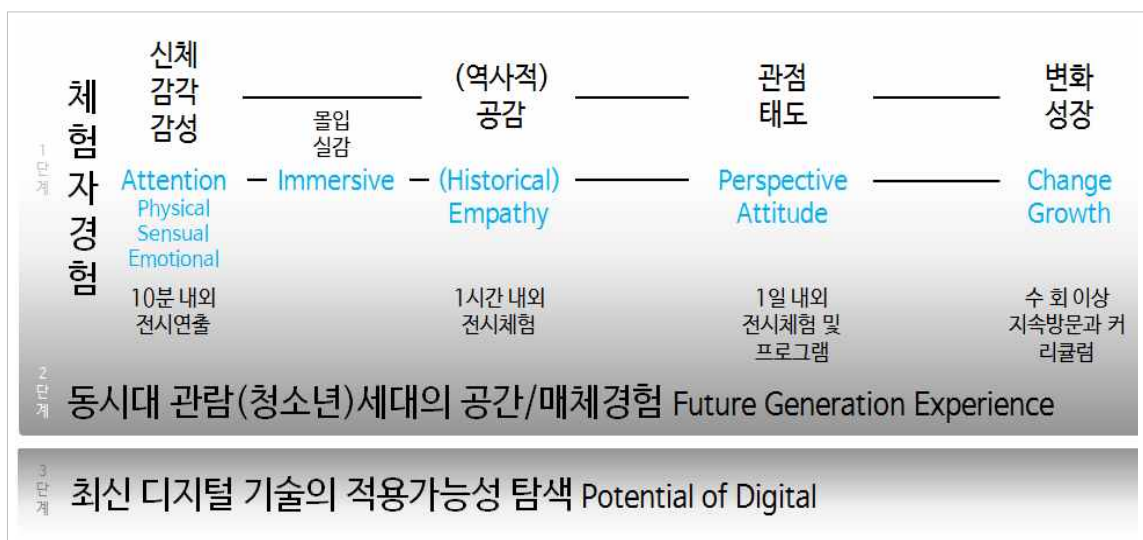 1단계
체험자경험
신체
감각
감성
몰입
실감
(역사적)
공감
관점
태도
변화
성장
Attention
Physical
Sensual
Emotional
Immersive
(Historical)
Empathy
Perspective
Attitude
Change
Growth
10분 내외
전시연출
1시간 내외
전시체험
1일 내외
전시체험 및
프로그램
수 회 이상
지속방문과 커
리큘럼
2단계
동시대 관람(청소년)세대의 공간/매체경험 Future Generation Experience
3단계
최신 디지털 기술의 적용가능성 탐색 Potential of Digital